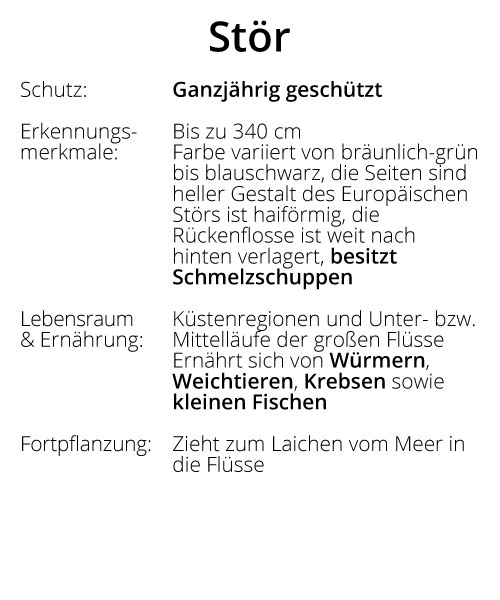 Stör
Schutz: Ganzjährig geschützt
Erkennungs- Bis zu 340 cm
merkmale: Farbe variiert von bräunlich-grün
bis blauschwarz, die Seiten sind
heller Gestalt des Europäischen
Störs ist haiförmig, die
Rückenflosse ist weit nach
hinten verlagert, besitzt
Schmelzschuppen
Lebensraum Küstenregionen und Unter- bzw.
& Ernährung: Mittelläufe der großen Flüsse
Ernährt sich von Würmern,
Weichtieren, Krebsen sowie
kleinen Fischen
Fortpflanzung: Zieht zum Laichen vom Meer in
die Flüsse